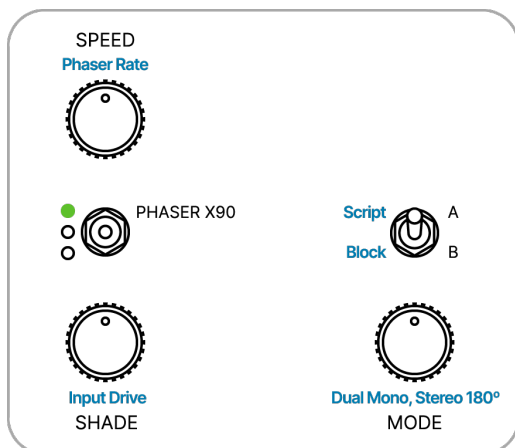 SPEED
Phaser Rate
PHASER X90
Script A
Block B
Input Drive
SHADE
Dual Mono, Stereo 180º
MODE